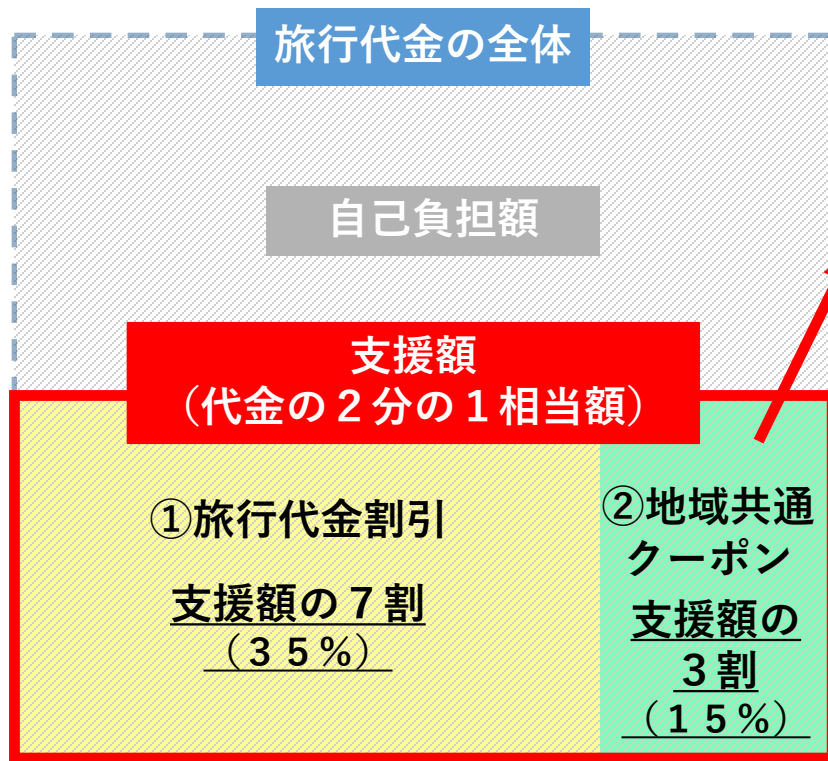 旅行代金の全体
自己負担額
支援額
（代金の２分の１相当額）
①旅行代金割引
支援額の７割
（３５%）
②地域共通
クーポン
支援額の
３割
（１５%）